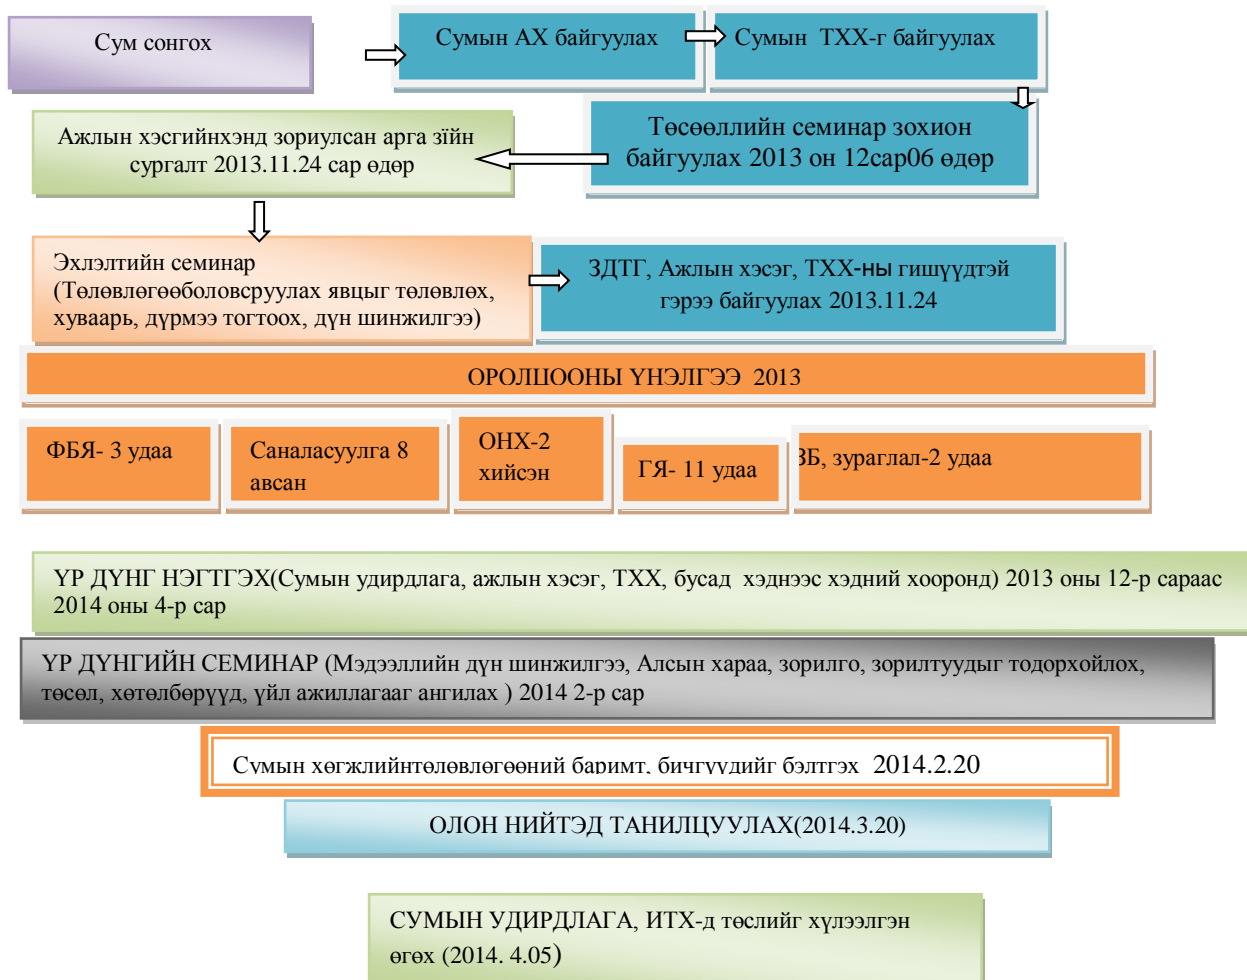 Сум сонгох
Сумын АХ байгуулах
Сумын ТХХ-г байгуулах
Төсөөллийн семинар зохион
байгуулах 2013 он 12сар06 өдөр
Ажлын хэсгийнхэнд зориулсан арга зїйн
сургалт 2013.11.24 сар өдөр
Эхлэлтийн семинар
(Төлөвлөгөөболовсруулах явцыг төлөвлөх,
хуваарь, дүрмээ тогтоох, дүн шинжилгээ)
ЗДТГ, Ажлын хэсэг, ТХХ-ны гишүүдтэй
гэрээ байгуулах 2013.11.24
ОРОЛЦООНЫ ҮНЭЛГЭЭ 2013
ФБЯ- 3 удаа
Саналасуулга 8
авсан
ОНХ-2
хийсэн
ГЯ- 11 удаа
ЗБ, зураглал-2 удаа
ҮР ДҮНГ НЭГТГЭХ(Сумын удирдлага, ажлын хэсэг, ТХХ, бусад хэднээс хэдний хооронд) 2013 оны 12-р сараас
2014 оны 4-р сар
ҮР ДҮНГИЙН СЕМИНАР (Мэдээллийн дүн шинжилгээ, Алсын хараа, зорилго, зорилтуудыг тодорхойлох,
төсөл, хөтөлбөрүүд, үйл ажиллагааг ангилах ) 2014 2-р сар
Сумын хөгжлийнтөлөвлөгөөний баримт, бичгүүдийг бэлтгэх 2014.2.20
ОЛОН НИЙТЭД ТАНИЛЦУУЛАХ(2014.3.20)
СУМЫН УДИРДЛАГА, ИТХ-д төслийг хүлээлгэн
өгөх (2014. 4.05)